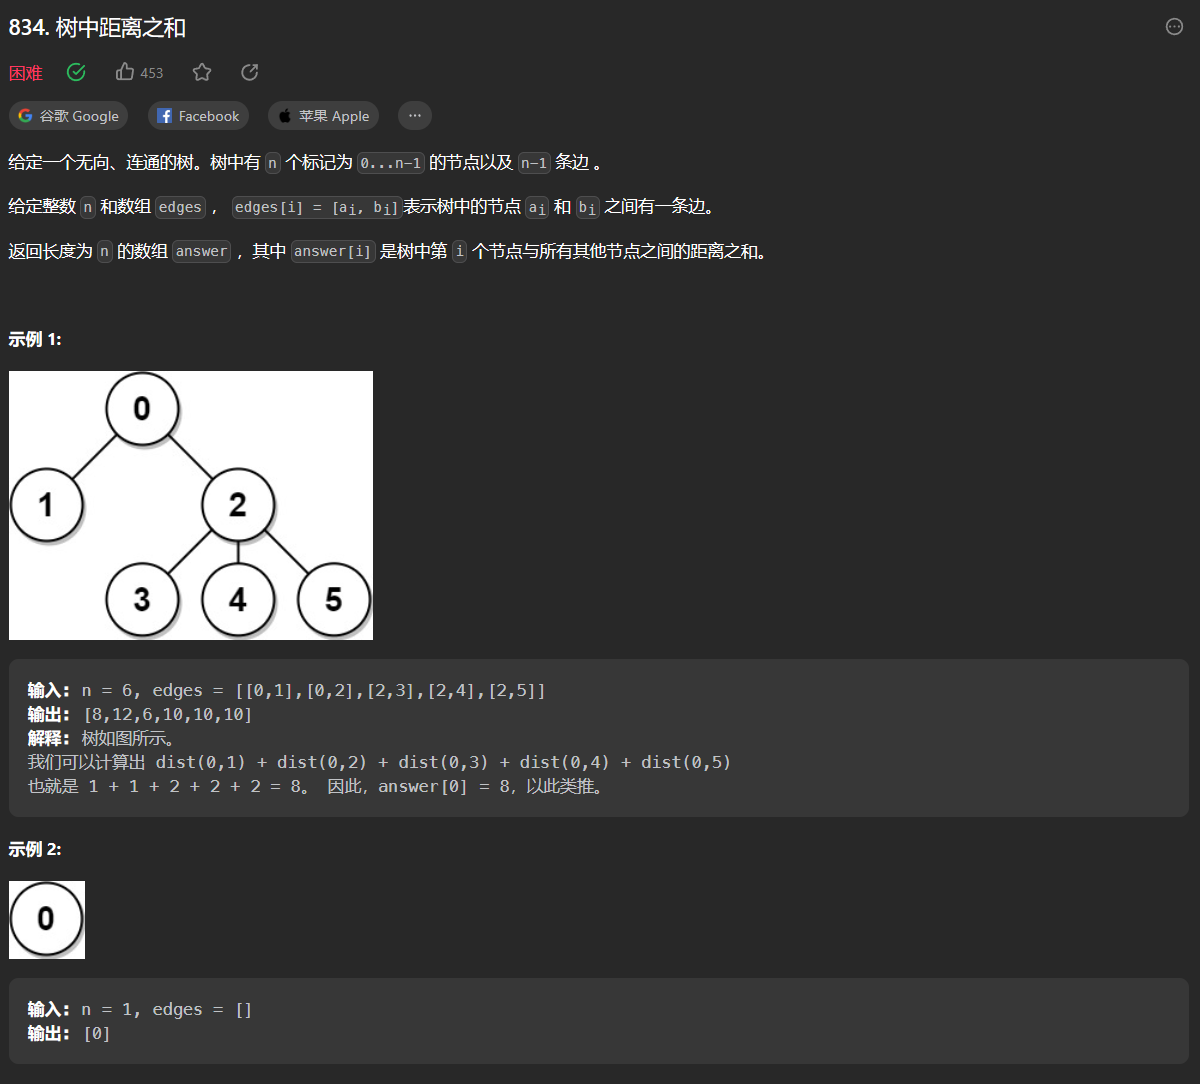 834. 树中距离之和
困难 453
谷歌 Google Facebook 苹果 Apple ...
给定一个无向、连通的树。树中有 n 个标记为 0...n-1 的节点以及 n-1 条边 。
给定整数 n 和数组 edges ， edges[i] = [ai, bi]表示树中的节点 ai 和 bi 之间有一条边。
返回长度为 n 的数组 answer ，其中 answer[i] 是树中第 i 个节点与所有其他节点之间的距离之和。
示例 1:
0
1 2
3 4 5
输入: n = 6, edges = [[0,1],[0,2],[2,3],[2,4],[2,5]]
输出: [8,12,6,10,10,10]
解释: 树如图所示。
我们可以计算出 dist(0,1) + dist(0,2) + dist(0,3) + dist(0,4) + dist(0,5)
也就是 1 + 1 + 2 + 2 + 2 = 8。 因此，answer[0] = 8，以此类推。
示例 2:
0
输入: n = 1, edges = []
输出: [0]